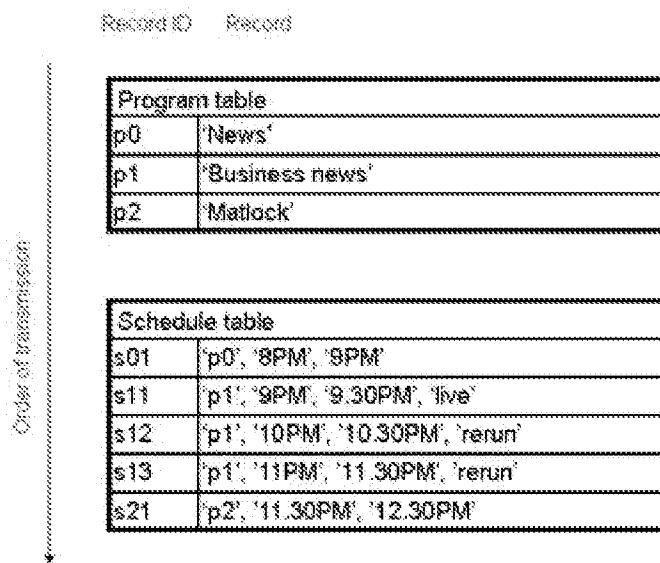 Record ID Record
Program table
p0 'News'
p1 'Business news'
p2 'Matlock'
Order of transmission
Schedule table
s01 'p0', '8PM', '9PM'
s11 'p1', '9PM', '9.30PM', 'live'
s12 'p1', '10PM', '10.30PM', 'rerun'
s13 'p1', '11PM', '11.30PM', 'rerun'
s21 'p2', '11.30PM', '12.30PM'